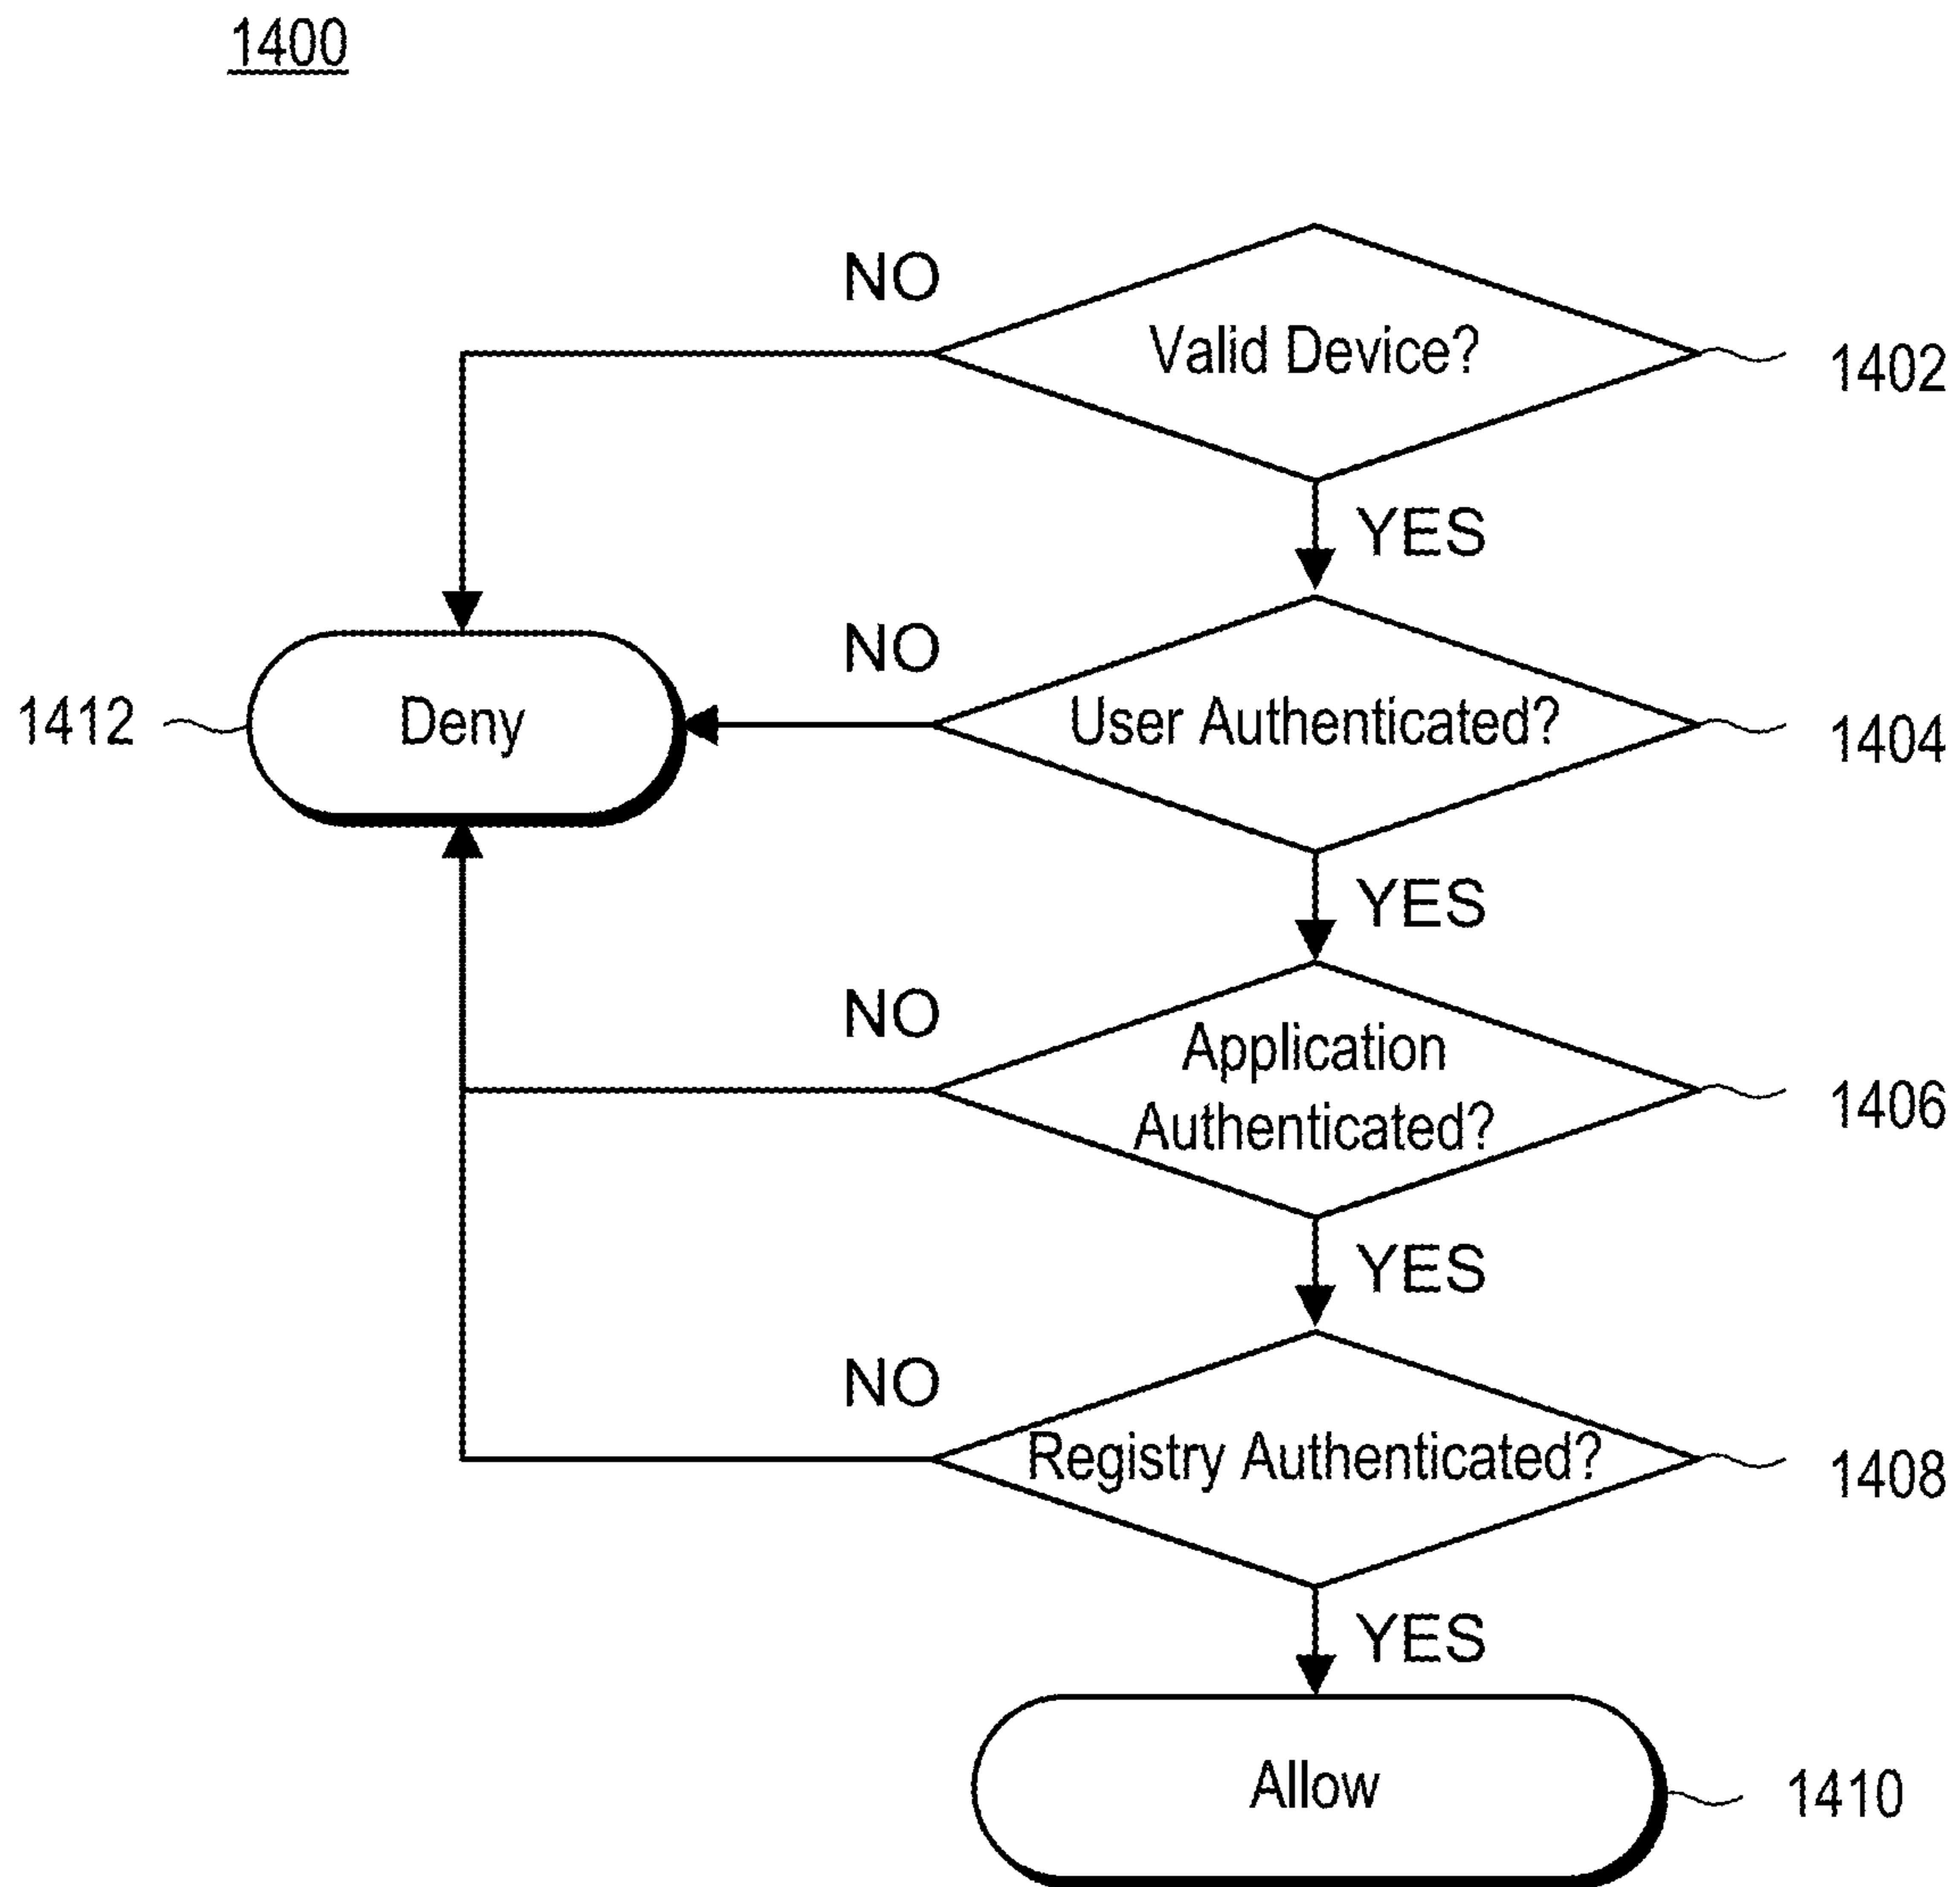 1400
NO
Valid Device?
1402
YES
NO
1412
Deny
User Authenticated?
1404
YES
NO
Application
Authenticated?
1406
YES
NO
Registry Authenticated?
1408
YES
Allow
1410